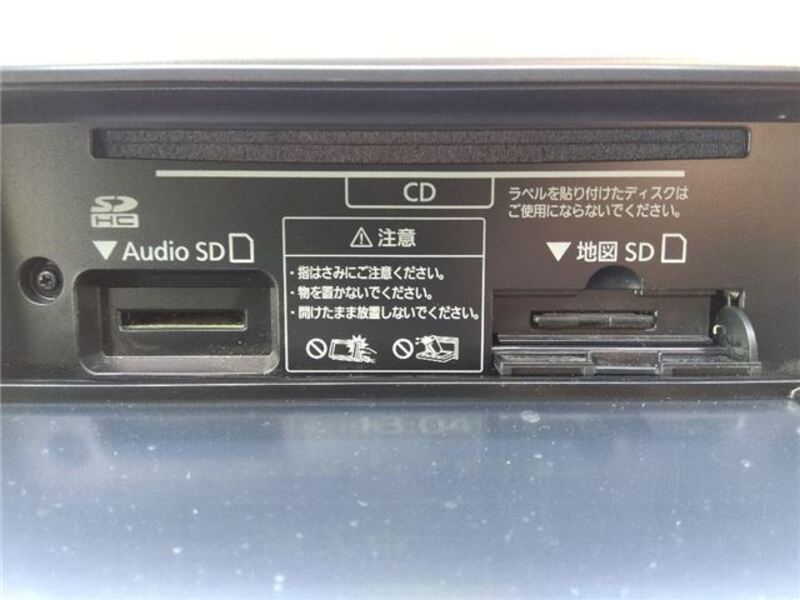 CD
ラベルを貼り付けたディスクは
ご使用にならないでください。
SD
HC
▼Audio SD
⚠注意
・指はさみにご注意ください。
・物を置かないでください。
・開けたまま放置しないでください。
▼地図 SD